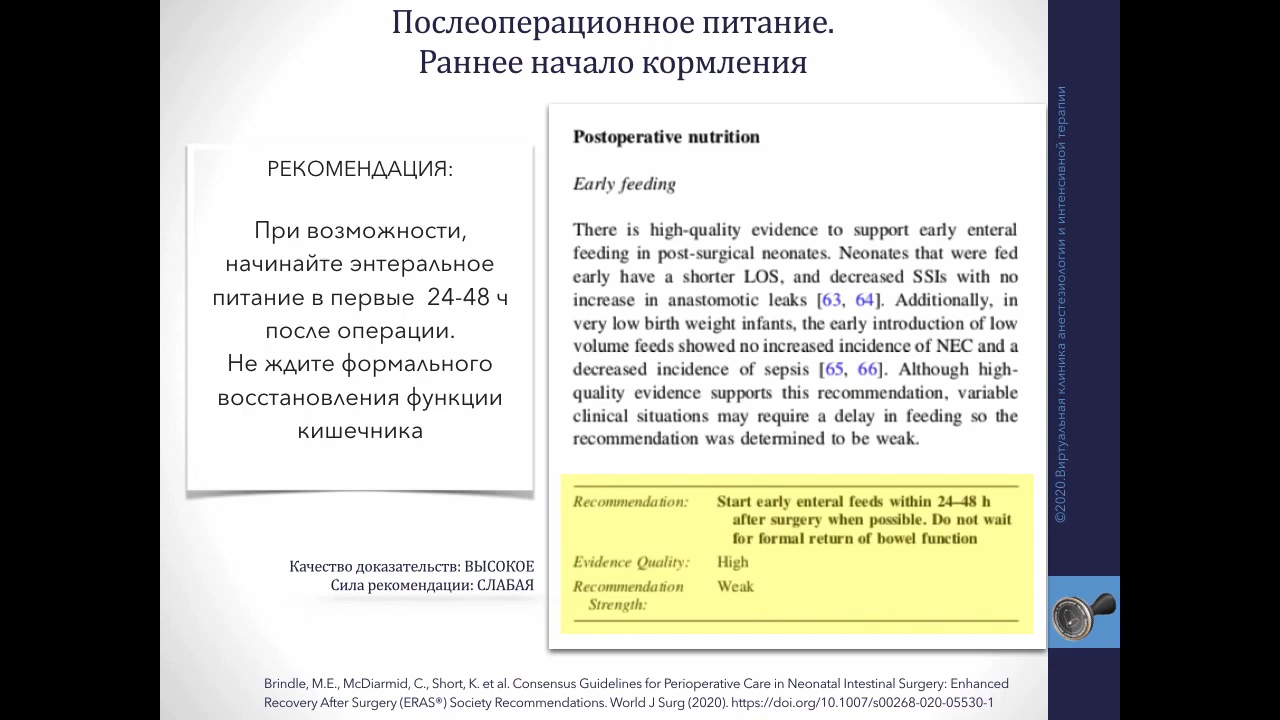 Послеоперационное питание.
Раннее начало кормления
РЕКОМЕНДАЦИЯ:
При возможности,
начинайте энтеральное
питание в первые 24-48 ч
после операции.
Не ждите формального
восстановления функции
кишечника
Качество доказательств: ВЫСОКОЕ
Сила рекомендации: СЛАБАЯ
Postoperative nutrition
Early feeding
There is high-quality evidence to support early enteral
feeding in post-surgical neonates. Neonates that were fed
early have a shorter LOS, and decreased SSIs with no
increase in anastomotic leaks [63, 64]. Additionally, in
very low birth weight infants, the early introduction of low
volume feeds showed no increased incidence of NEC and a
decreased incidence of sepsis [65, 66]. Although high-
quality evidence supports this recommendation, variable
clinical situations may require a delay in feeding so the
recommendation was determined to be weak.
Recommendation: Start early enteral feeds within 24–48 h
after surgery when possible. Do not wait
for formal return of bowel function
Evidence Quality: High
Recommendation Weak
Strength:
Brindle, M.E., McDiarmid, C., Short, K. et al. Consensus Guidelines for Perioperative Care in Neonatal Intestinal Surgery: Enhanced
Recovery After Surgery (ERAS®) Society Recommendations. World J Surg (2020). https://doi.org/10.1007/s00268-020-05530-1
©2020.Виртуальная клиника анестезиологии и интенсивной терапии